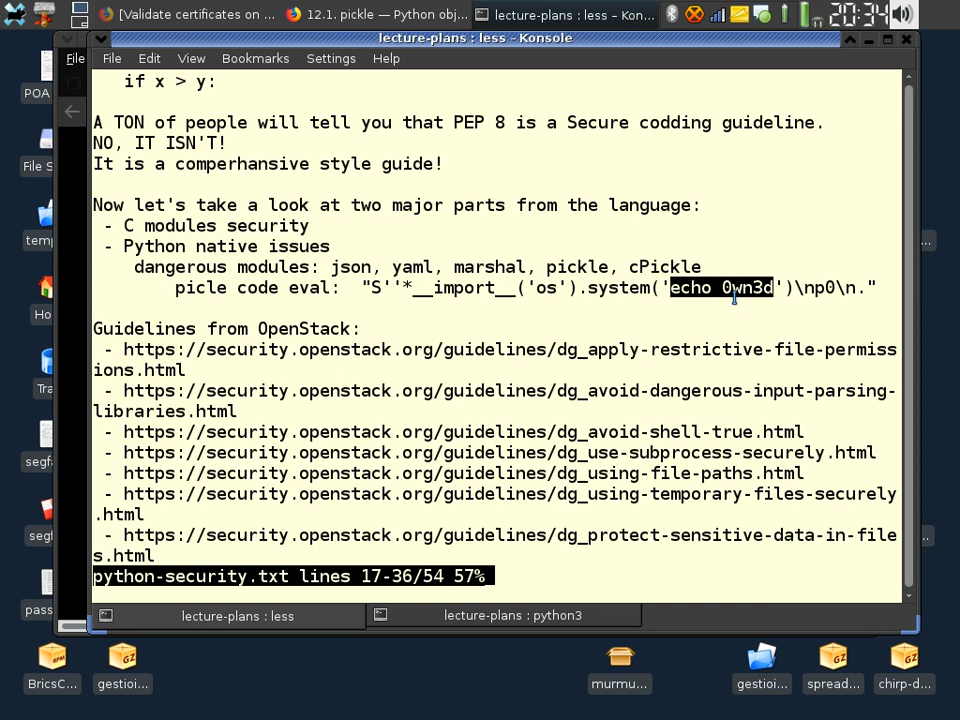 [Validate certificates on ...
12.1. pickle — Python obj...
lecture-plans : less – Kon...
20:34
lecture-plans : less – Konsole
File
File Edit View Bookmarks Settings Help
if x > y:
A TON of people will tell you that PEP 8 is a Secure codding guideline.
NO, IT ISN'T!
It is a comperhansive style guide!
Now let's take a look at two major parts from the language:
- C modules security
- Python native issues
dangerous modules: json, yaml, marshal, pickle, cPickle
picle code eval: "S''*__import__('os').system('echo 0wn3d')\np0\n."
Guidelines from OpenStack:
- https://security.openstack.org/guidelines/dg_apply-restrictive-file-permiss
ions.html
- https://security.openstack.org/guidelines/dg_avoid-dangerous-input-parsing-
libraries.html
- https://security.openstack.org/guidelines/dg_avoid-shell-true.html
- https://security.openstack.org/guidelines/dg_use-subprocess-securely.html
- https://security.openstack.org/guidelines/dg_using-file-paths.html
- https://security.openstack.org/guidelines/dg_using-temporary-files-securely
.html
- https://security.openstack.org/guidelines/dg_protect-sensitive-data-in-file
s.html
python-security.txt lines 17-36/54 57%
lecture-plans : less
lecture-plans : python3
POA
File S
tem
Ho
Tra
segf
seg
pass
BricsC...
gestioi...
murmu...
gestioi...
spread...
chirp-d...